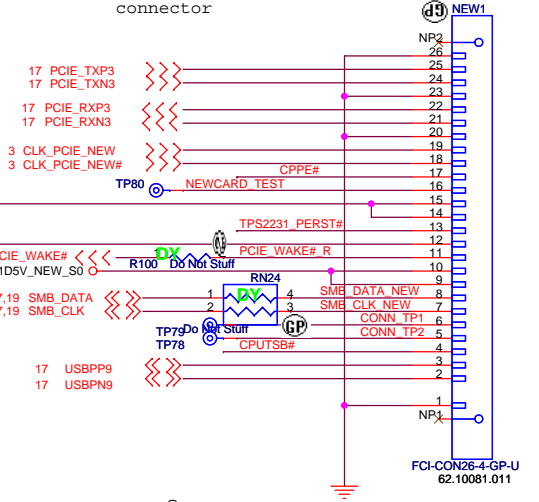 connector
GP
NEW1
NP2
26
17 PCIE_TXP3
25
17 PCIE_TXN3
24
23
17 PCIE_RXP3
22
17 PCIE_RXN3
21
20
3 CLK_PCIE_NEW
19
3 CLK_PCIE_NEW#
18
CPPE#
17
TP80
NEWCARD_TEST
16
15
14
TPS2231_PERST#
13
12
CIE_WAKE#
DY
PCIE_WAKE#_R
11
R100 Do Not Stuff
1D5V_NEW_S0
10
RN24
9
7,19 SMB_DATA
1
DY
4
SMB_DATA_NEW
8
7,19 SMB_CLK
2
3
SMB_CLK_NEW
7
GP
CONN_TP1
6
TP79 Do Not Stuff
CONN_TP2
5
TP78
CPUTSB#
4
17 USBPP9
3
17 USBPN9
2
1
NP1
FCI-CON26-4-GP-U
62.10081.011